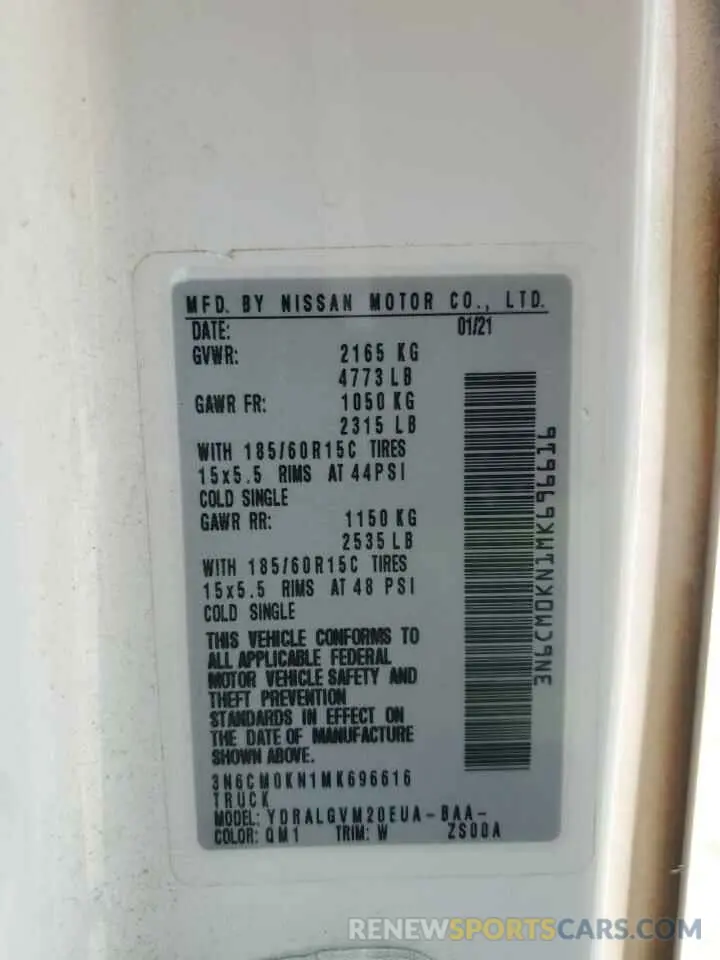 MFD. BY NISSAN MOTOR CO., LTD.
DATE: 01/21
GVWR: 2165 KG
4773 LB
GAWR FR: 1050 KG
2315 LB
WITH 185/60R15C TIRES
15x5.5 RIMS AT 44PSI
COLD SINGLE
GAWR RR: 1150 KG
2535 LB
WITH 185/60R15C TIRES
15x5.5 RIMS AT 48 PSI
COLD SINGLE
THIS VEHICLE CONFORMS TO
ALL APPLICABLE FEDERAL
MOTOR VEHICLE SAFETY AND
THEFT PREVENTION
STANDARDS IN EFFECT ON
THE DATE OF MANUFACTURE
SHOWN ABOVE.
3N6CM0KN1MK696616
TRUCK
MODEL: YDRALGVM20EUA-BAA-
COLOR: QM1 TRIM: W ZS00A
3N6CM0KN1MK696616
RENEWSPORTSCARS.COM